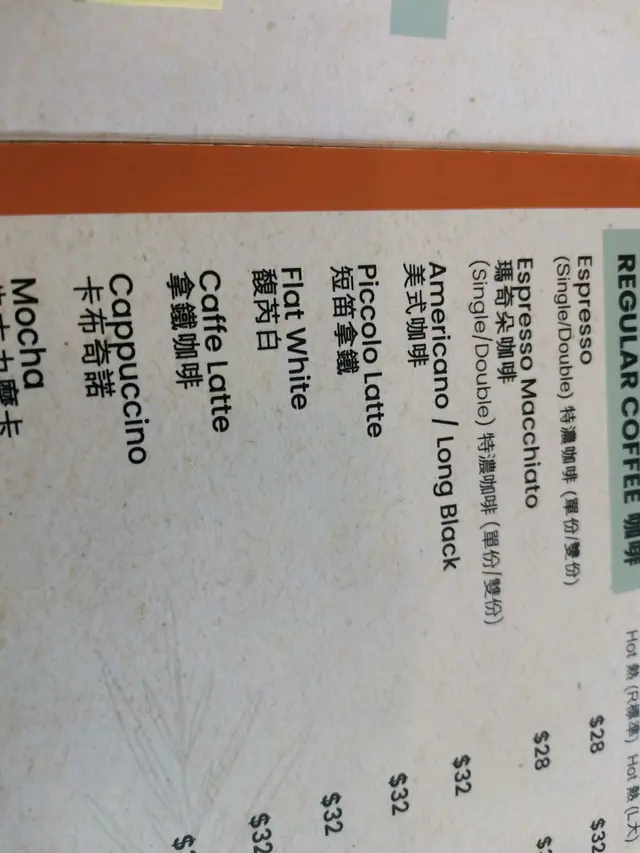 REGULAR COFFEE 咖啡
Hot 熱 (R標準) Hot 熱 (L大)
Espresso $28 $32
(Single/Double) 特濃咖啡 (單份/雙份)
Espresso Macchiato $28
瑪奇朵咖啡
(Single/Double) 特濃咖啡 (單份/雙份)
Americano / Long Black $32
美式咖啡
Piccolo Latte $32
短笛拿鐵
Flat White $32
馥芮白
Caffe Latte $32
拿鐵咖啡
Cappuccino
卡布奇諾
Mocha
摩卡